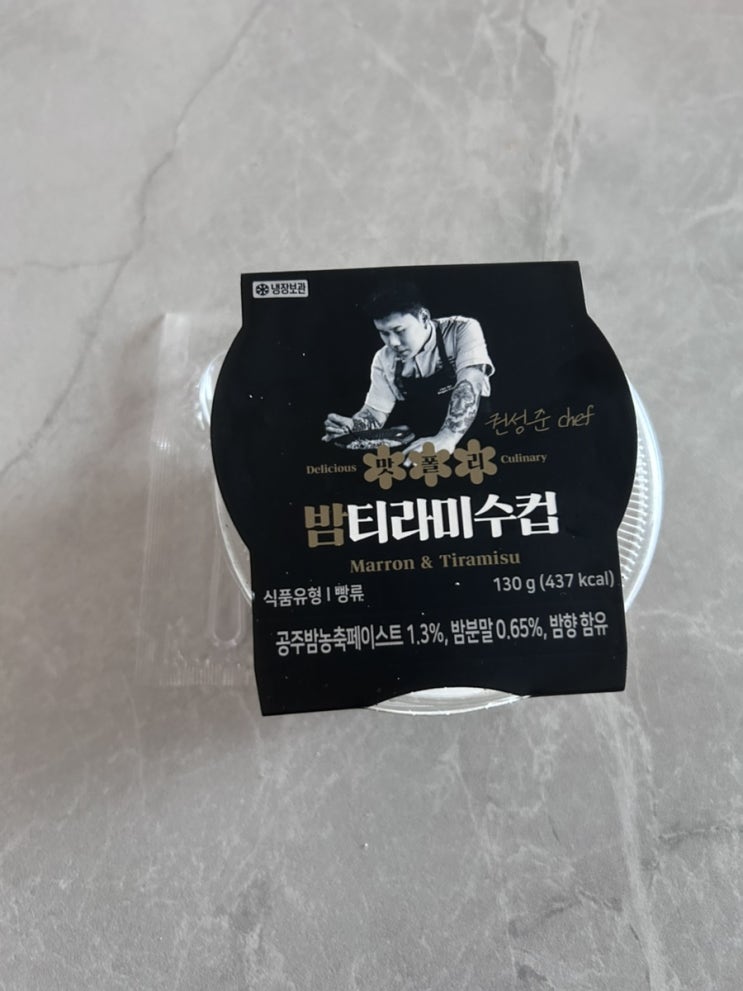 냉장보관
권성준 chef
Delicious 맛폴리 Culinary
밤티라미수컵
Marron & Tiramisu
식품유형 | 빵류 130 g (437 kcal)
공주밤농축페이스트 1.3%, 밤분말 0.65%, 밤향 함유